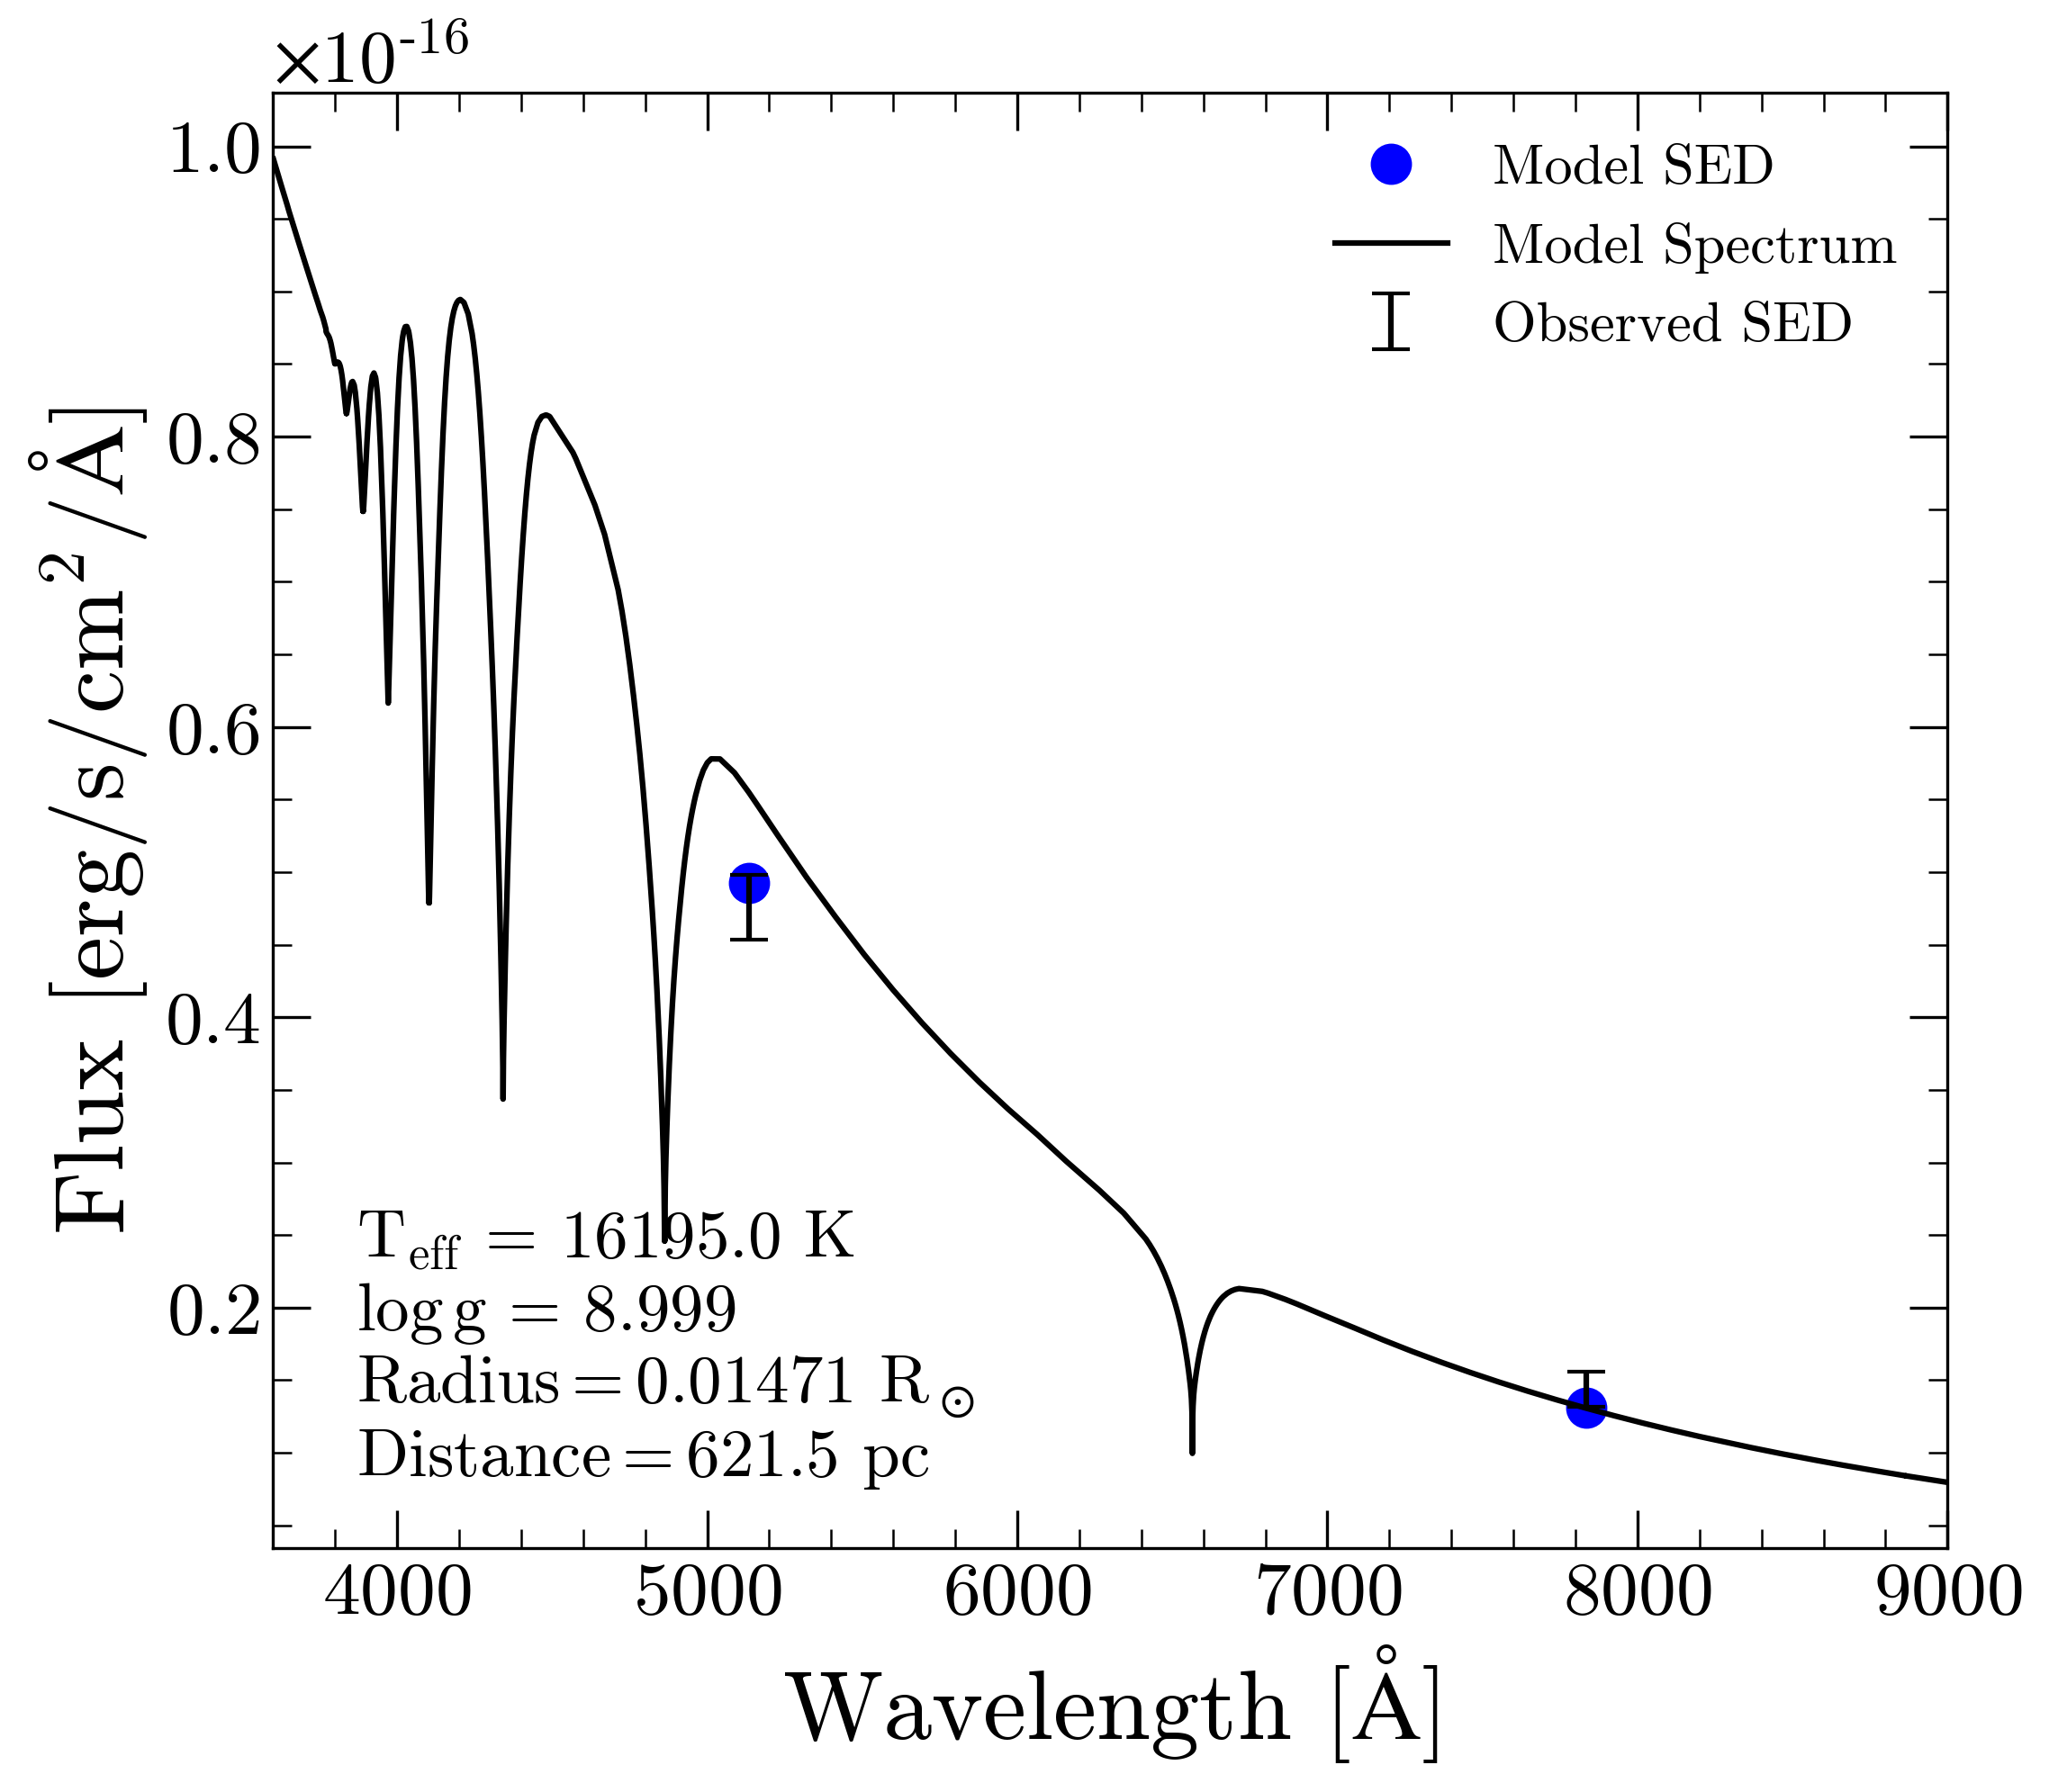 ×10^-16
1.0
0.8
0.6
0.4
0.2
Flux [erg/s/cm²/Å]
Model SED
Model Spectrum
Observed SED
T_eff = 16195.0 K
log g = 8.999
Radius = 0.01471 R_⊙
Distance = 621.5 pc
4000 5000 6000 7000 8000 9000
Wavelength [Å]